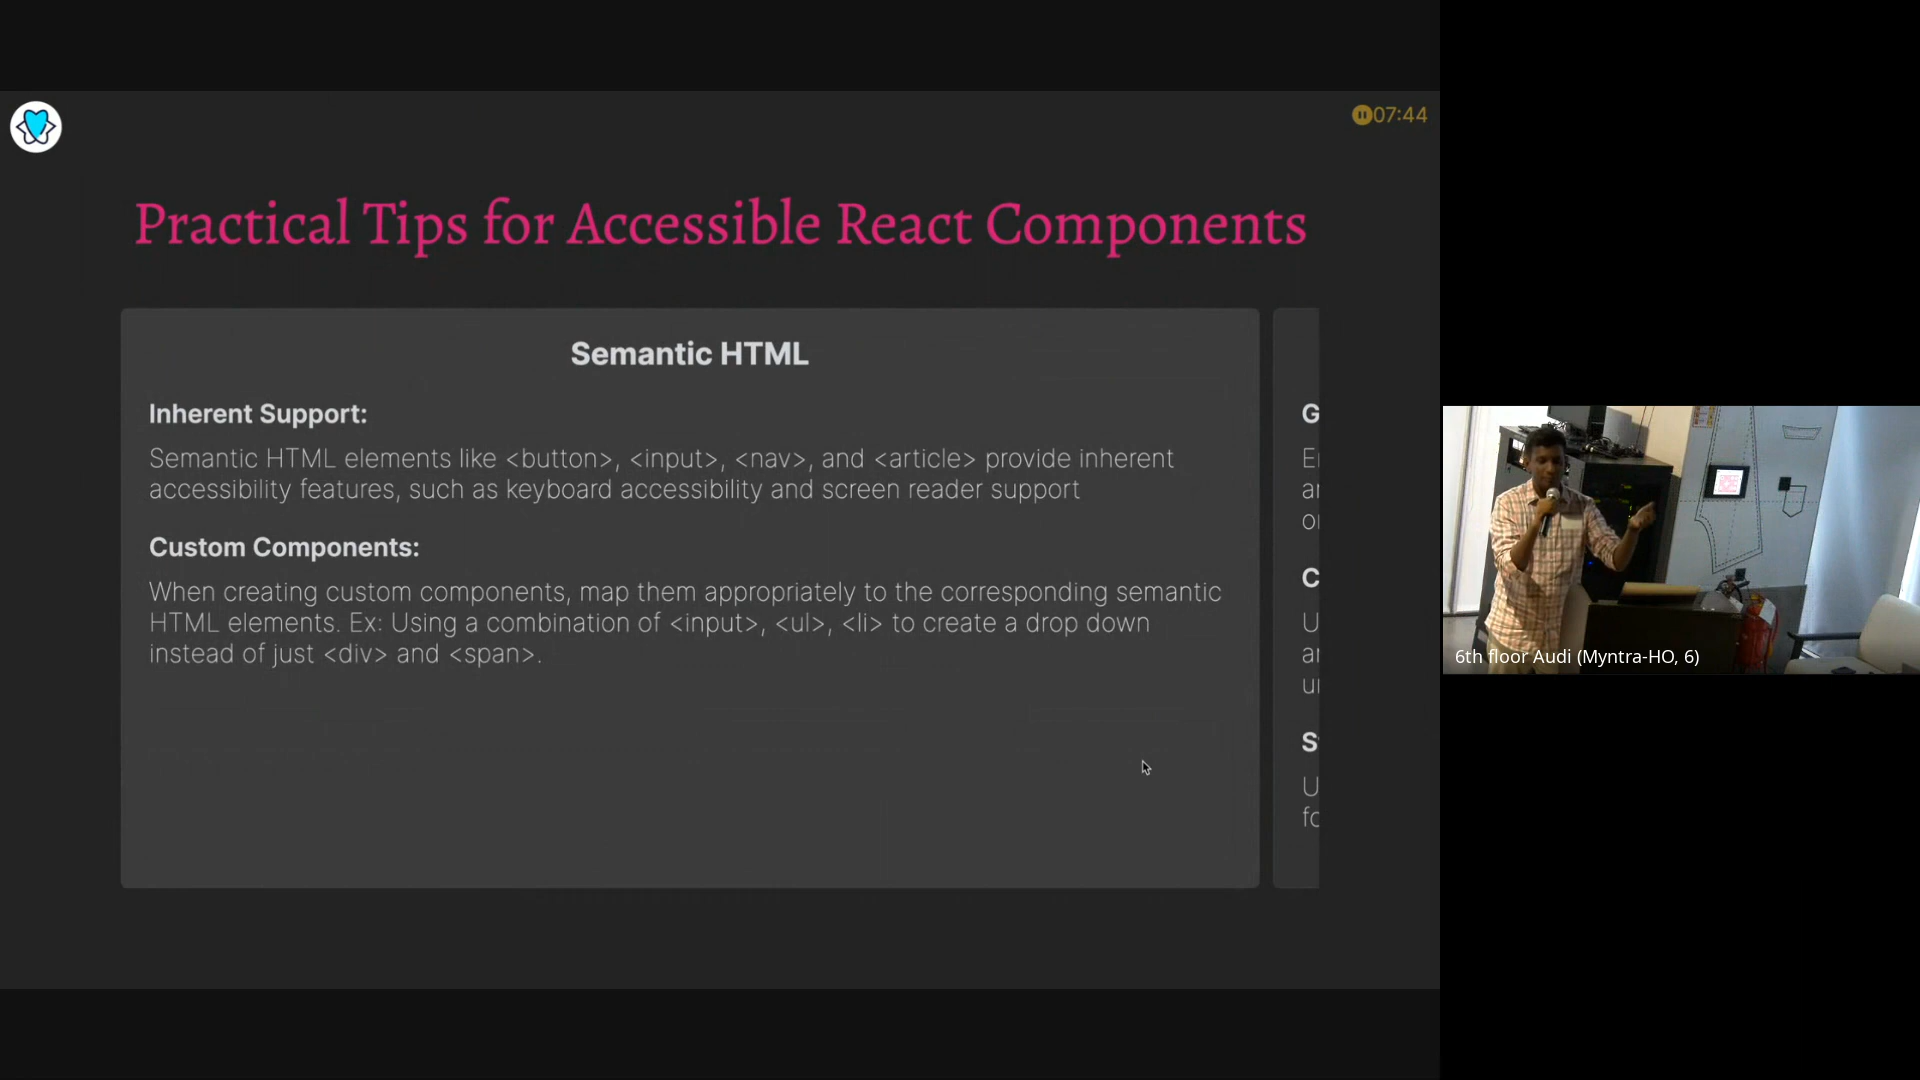 07:44
Practical Tips for Accessible React Components
Semantic HTML
Inherent Support:
Semantic HTML elements like <button>, <input>, <nav>, and <article> provide inherent
accessibility features, such as keyboard accessibility and screen reader support
Custom Components:
When creating custom components, map them appropriately to the corresponding semantic
HTML elements. Ex: Using a combination of <input>, <ul>, <li> to create a drop down
instead of just <div> and <span>.
6th floor Audi (Myntra-HO, 6)